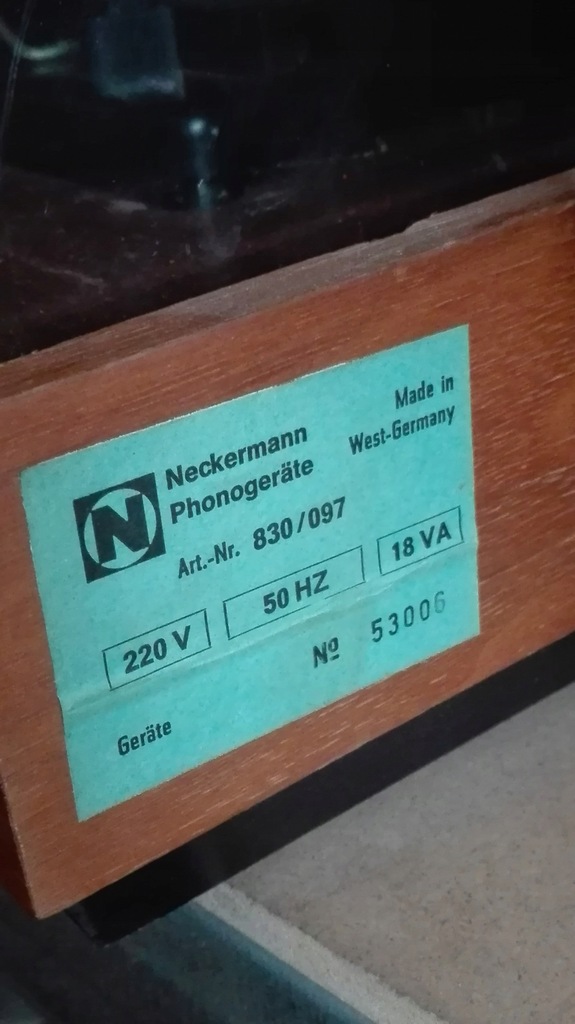 N
Neckermann
Phonogeräte
Made in
West-Germany
Art.-Nr. 830/097
220 V
50 HZ
18 VA
Nº 53006
Geräte